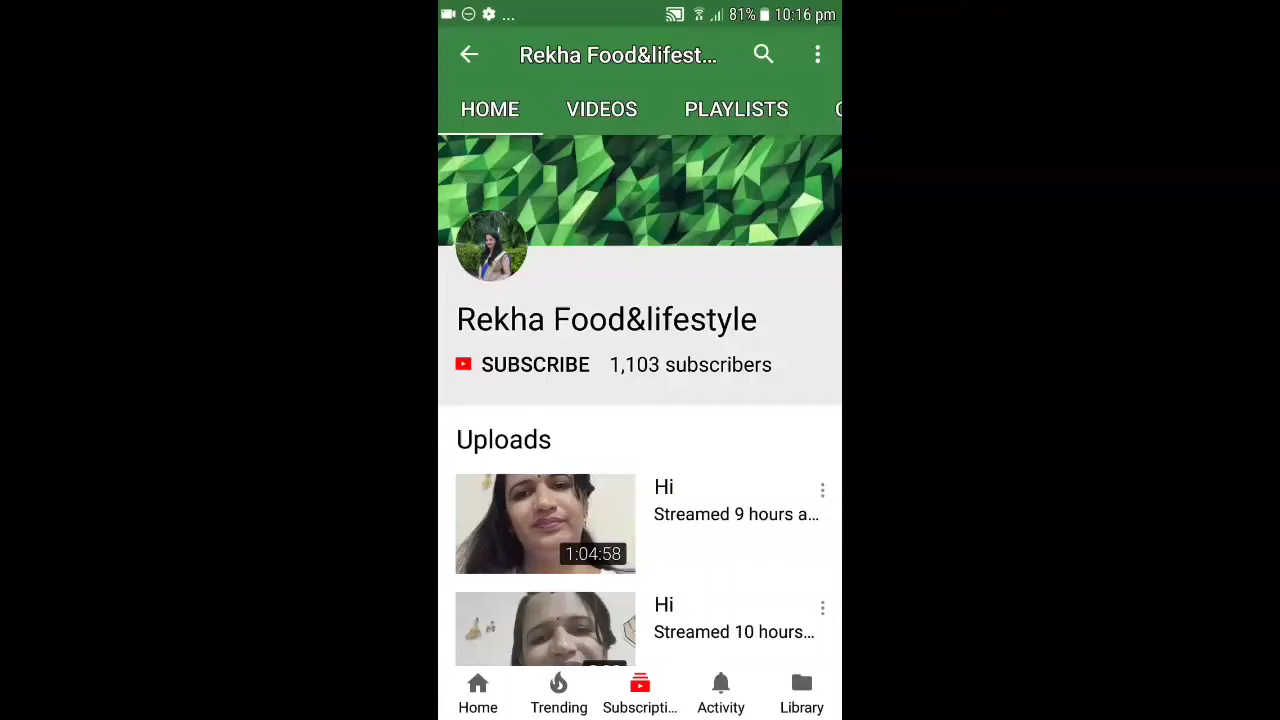 ... 81% 10:16 pm
Rekha Food&lifest...
HOME VIDEOS PLAYLISTS
Rekha Food&lifestyle
SUBSCRIBE 1,103 subscribers
Uploads
Hi
Streamed 9 hours a...
1:04:58
Hi
Streamed 10 hours...
Home Trending Subscripti... Activity Library